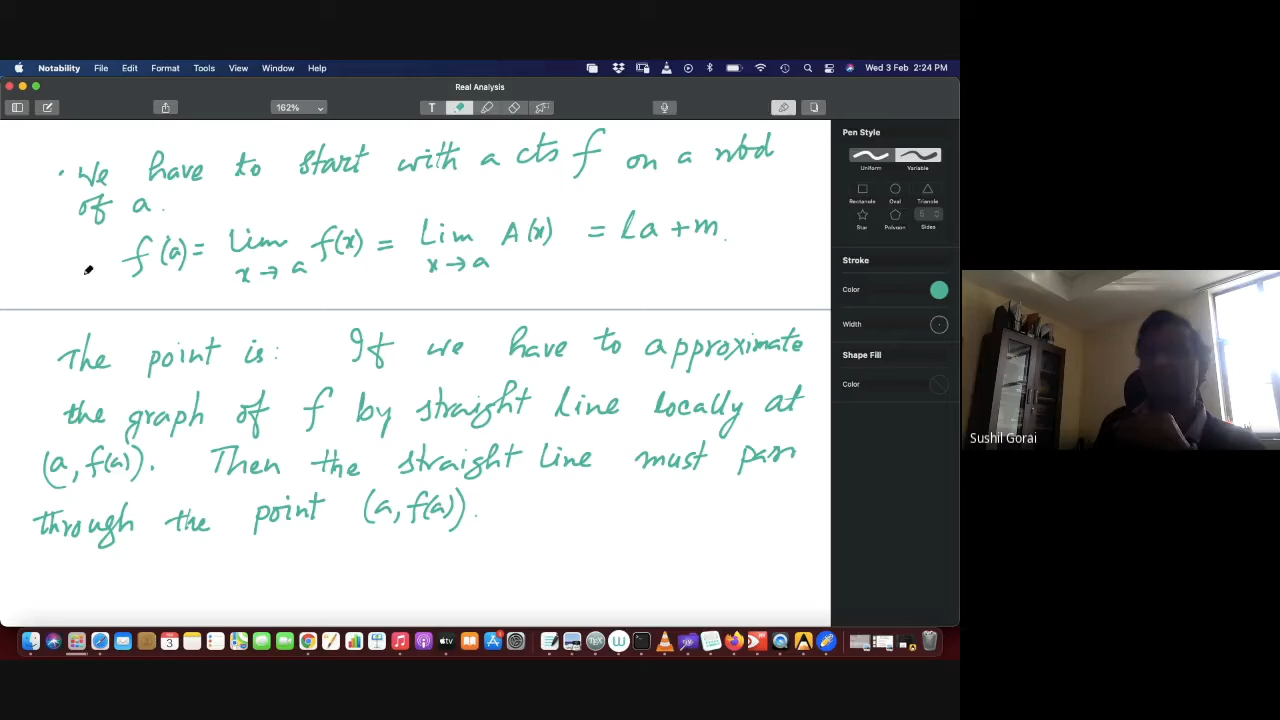 Notability File Edit Format Tools View Window Help Wed 3 Feb 2:24 PM
Real Analysis
162% T
· We have to start with a cts f on a nbd
of a.
f(a) = lim f(x) = Lim A(x) = La + m.
x → a x → a
The point is: If we have to approximate
the graph of f by straight line locally at
(a, f(a)). Then the straight line must pass
through the point (a, f(a)).
Pen Style
Uniform Variable
Rectangle Oval Triangle
5
Star Polygon Sides
Stroke
Color
Width
Shape Fill
Color
Sushil Gorai